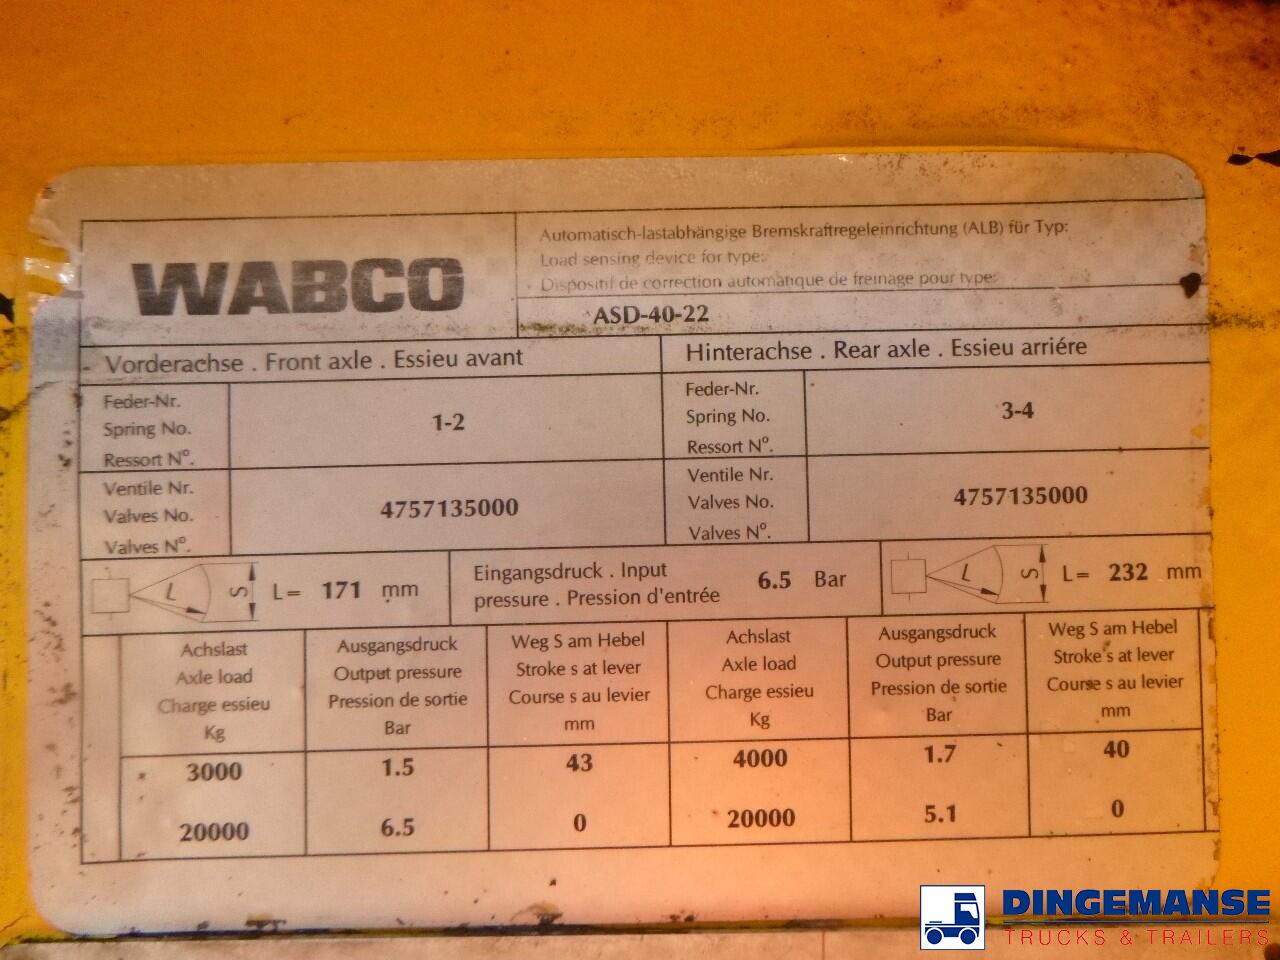 WABCO
Automatisch-lastabhängige Bremskraftregeleinrichtung (ALB) für Typ:
Load sensing device for type:
Dispositif de correction automatique de freinage pour type:
ASD-40-22
Vorderachse . Front axle . Essieu avant
Hinterachse . Rear axle . Essieu arriére
Feder-Nr.
Spring No.
Ressort Nº.
1-2
Feder-Nr.
Spring No.
Ressort Nº.
3-4
Ventile Nr.
Valves No.
Valves Nº.
4757135000
Ventile Nr.
Valves No.
Valves Nº.
4757135000
L S L= 171 mm
Eingangsdruck . Input
pressure . Pression d'entrée
6.5 Bar
L S L= 232 mm
Achslast
Axle load
Charge essieu
Kg
Ausgangsdruck
Output pressure
Pression de sortie
Bar
Weg S am Hebel
Stroke s at lever
Course s au levier
mm
Achslast
Axle load
Charge essieu
Kg
Ausgangsdruck
Output pressure
Pression de sortie
Bar
Weg S am Hebel
Stroke s at lever
Course s au levier
mm
3000 1.5 43 4000 1.7 40
20000 6.5 0 20000 5.1 0
DINGEMANSE
TRUCKS & TRAILERS